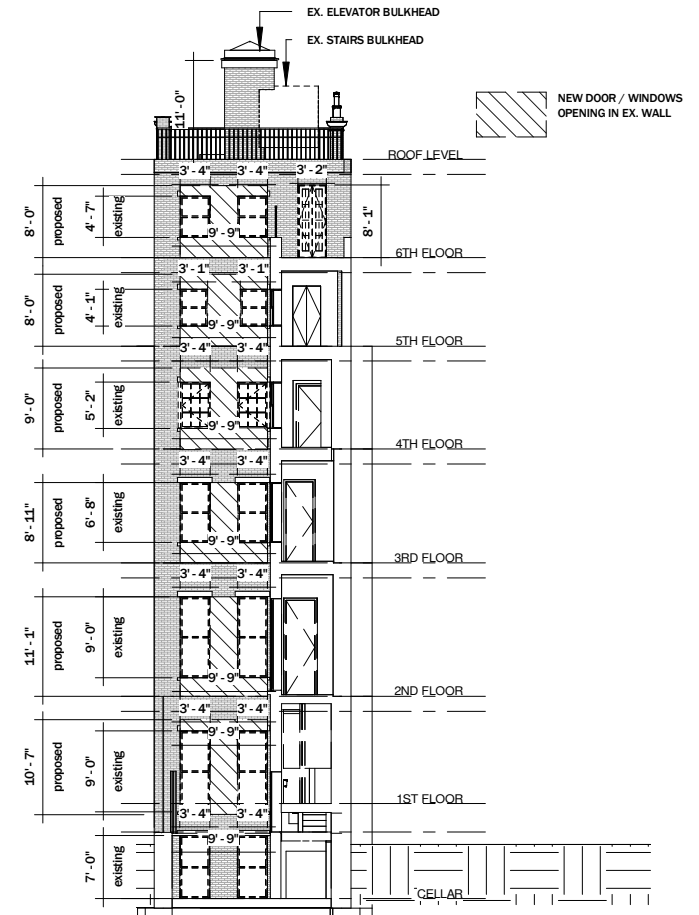 EX. ELEVATOR BULKHEAD
EX. STAIRS BULKHEAD
NEW DOOR / WINDOWS
OPENING IN EX. WALL
11'-0"
ROOF LEVEL
3'-4" 3'-4" 3'-2"
8'-0" proposed 4'-7" existing
8'-1"
9'-9"
6TH FLOOR
3'-1" 3'-1"
8'-0" proposed 4'-1" existing
9'-9"
5TH FLOOR
3'-4" 3'-4"
9'-0" proposed 5'-2" existing
9'-9"
4TH FLOOR
3'-4" 3'-4"
8'-11" proposed 6'-8" existing
9'-9"
3RD FLOOR
3'-4" 3'-4"
11'-1" proposed 9'-0" existing
9'-9"
2ND FLOOR
3'-4" 3'-4"
9'-9"
10'-7" proposed 9'-0" existing
1ST FLOOR
3'-4" 3'-4"
9'-9"
7'-0" existing
CELLAR